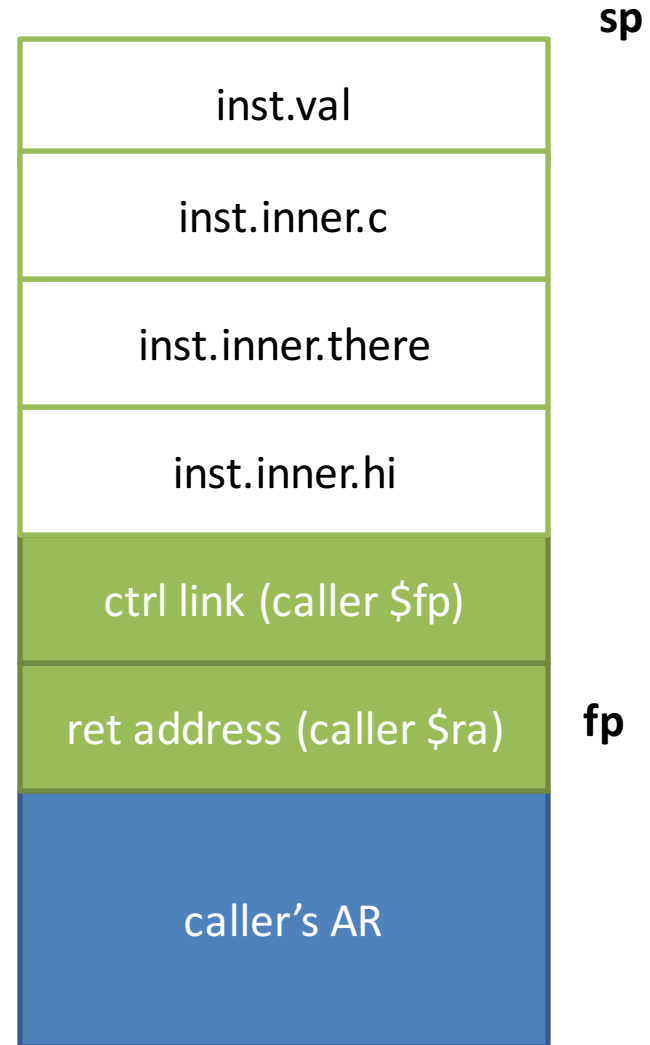 sp
inst.val
inst.inner.c
inst.inner.there
inst.inner.hi
ctrl link (caller $fp)
ret address (caller $ra)
fp
caller’s AR